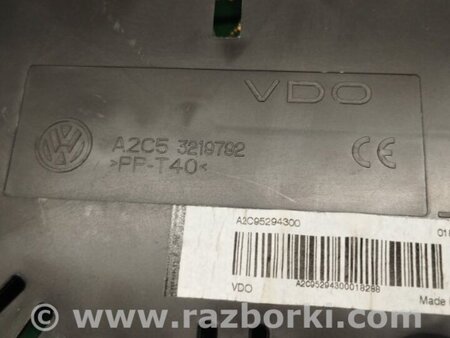 VDO
A2C5 3219792
>PP-T40<
CE
A2C95294300
A2C95294300018288
VDO
Made
www.razborki.com